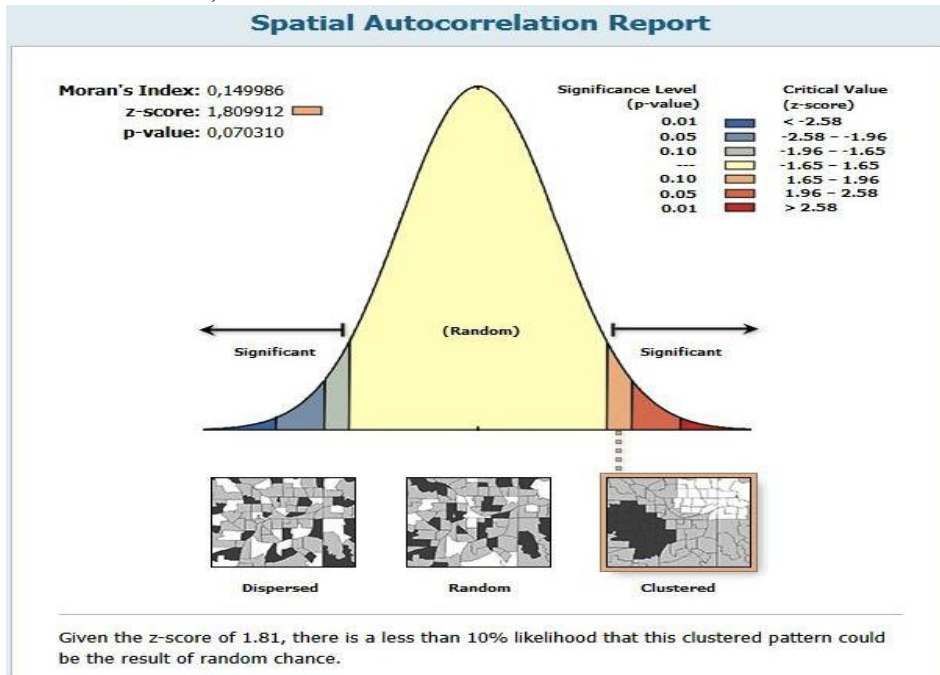 Spatial Autocorrelation Report
Moran's Index: 0,149986
z-score: 1,809912
p-value: 0,070310
Significance Level
(p-value)
Critical Value
(z-score)
0.01 < -2.58
0.05 -2.58 – -1.96
0.10 -1.96 – -1.65
--- -1.65 – 1.65
0.10 1.65 – 1.96
0.05 1.96 – 2.58
0.01 > 2.58
(Random)
Significant
Significant
Dispersed
Random
Clustered
Given the z-score of 1.81, there is a less than 10% likelihood that this clustered pattern could
be the result of random chance.